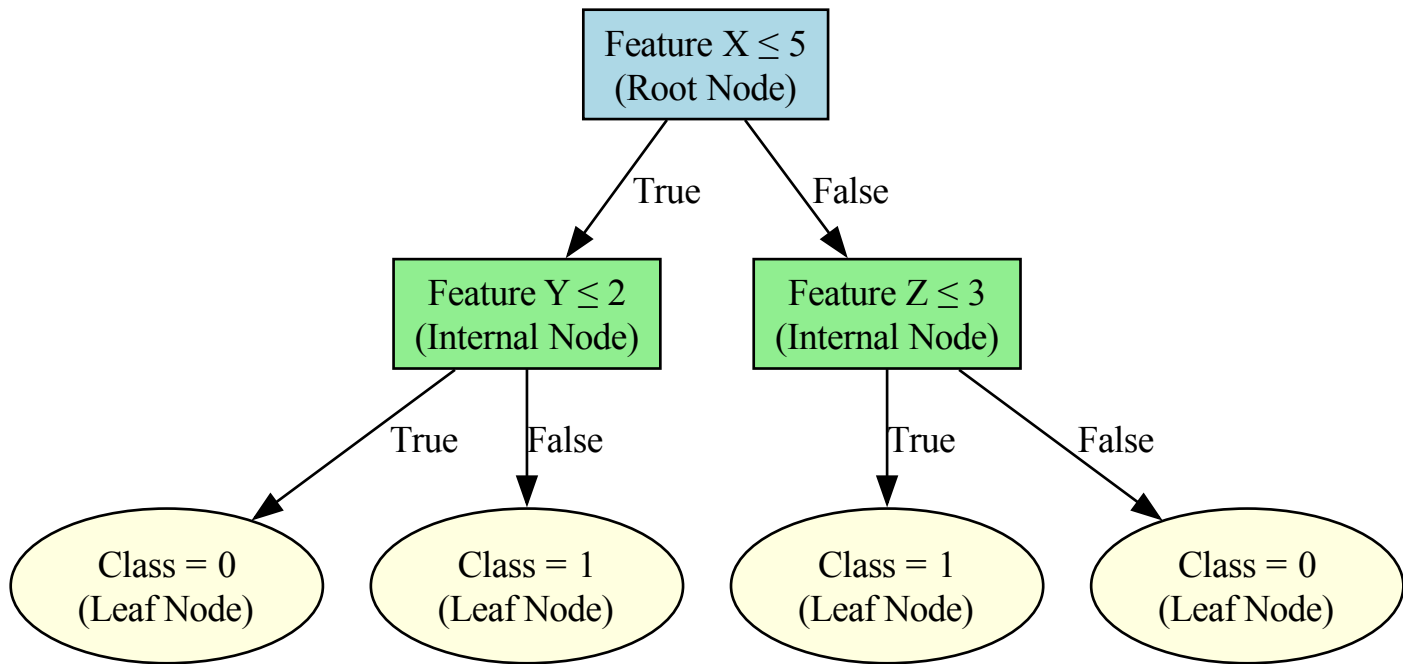 Feature X ≤ 5
(Root Node)
True
False
Feature Y ≤ 2
(Internal Node)
Feature Z ≤ 3
(Internal Node)
True
False
True
False
Class = 0
(Leaf Node)
Class = 1
(Leaf Node)
Class = 1
(Leaf Node)
Class = 0
(Leaf Node)